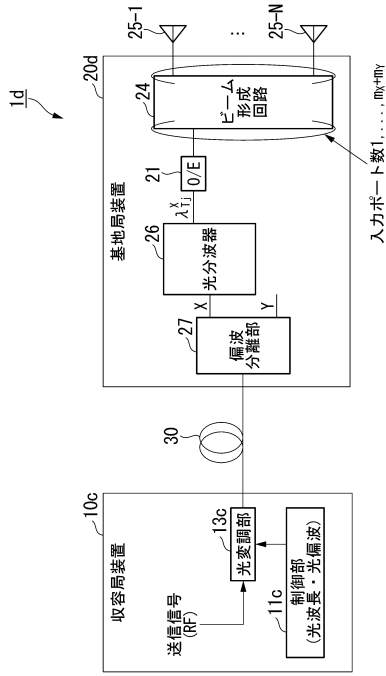 1d
収容局装置
10c
送信信号
(RF)
光変調部
13c
制御部
(光波長・光偏波)
11c
30
基地局装置
20d
偏波
分離部
27
X
Y
光分波器
26
λTjX
O/E
21
ビーム
形成
回路
24
25-1
...
25-N
入力ポート数1,...,mX+mY